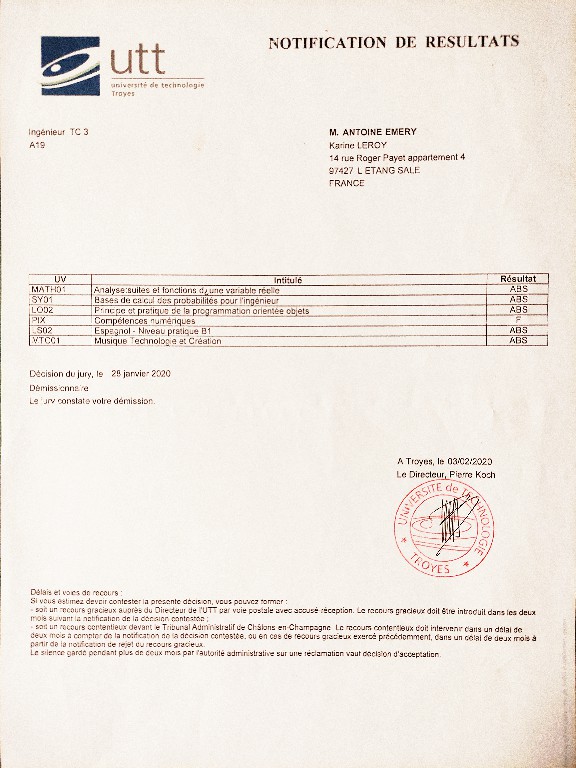 utt
université de technologie
Troyes
NOTIFICATION DE RESULTATS
Ingénieur TC 3
A19
M. ANTOINE EMERY
Karine LEROY
14 rue Roger Payet appartement 4
97427 L ETANG SALE
FRANCE
UV Intitulé Résultat
MATH01 Analyse:suites et fonctions d¿une variable réelle ABS
SY01 Bases de calcul des probabilités pour l'ingénieur ABS
LO02 Principe et pratique de la programmation orientée objets ABS
PIX Compétences numériques F
LS02 Espagnol - Niveau pratique B1 ABS
MTC01 Musique Technologie et Création ABS
Décision du jury, le 28 janvier 2020
Démissionnaire
Le jury constate votre démission.
A Troyes, le 03/02/2020
Le Directeur, Pierre Koch
UNIVERSITE de TECHNOLOGIE
* TROYES *
Délais et voies de recours :
Si vous estimez devoir contester la présente décision, vous pouvez former :
- soit un recours gracieux auprès du Directeur de l'UTT par voie postale avec accusé-réception. Le recours gracieux doit être introduit dans les deux
mois suivant la notification de la décision contestée ;
- soit un recours contentieux devant le Tribunal Administratif de Châlons-en-Champagne. Le recours contentieux doit intervenir dans un délai de
deux mois à compter de la notification de la décision contestée, ou en cas de recours gracieux exercé précédemment, dans un délai de deux mois à
partir de la notification de rejet du recours gracieux.
Le silence gardé pendant plus de deux mois par l'autorité administrative sur une réclamation vaut décision d'acceptation.